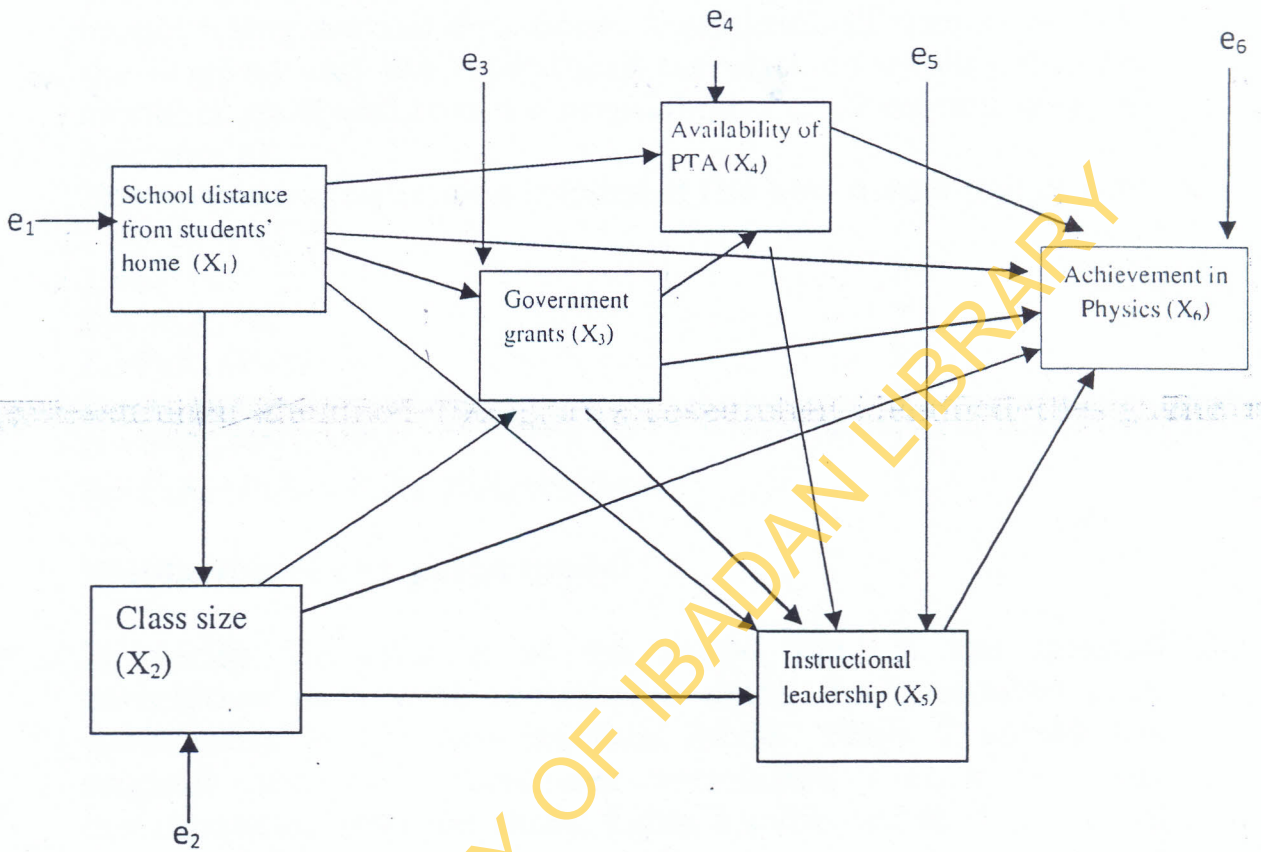 e₄
e₃
e₅
e₆
Availability of
PTA (X₄)
School distance
from students'
home (X₁)
e₁
Achievement in
Physics (X₆)
Government
grants (X₃)
Class size
(X₂)
Instructional
leadership (X₅)
e₂
Y OF IBADAN LIBRARY